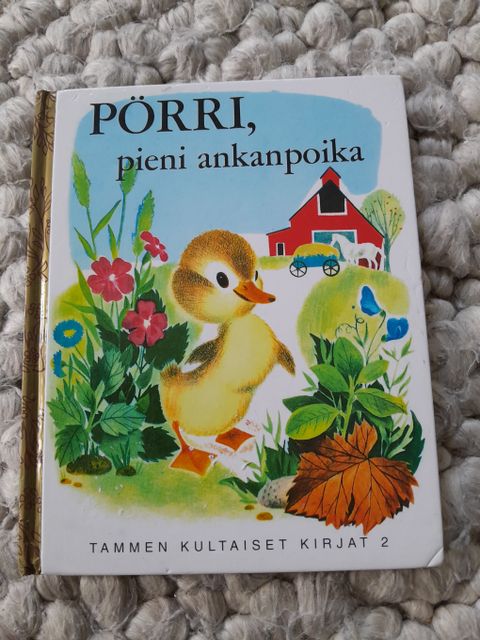 PÖRRI,
pieni ankanpoika
TAMMEN KULTAISET KIRJAT 2